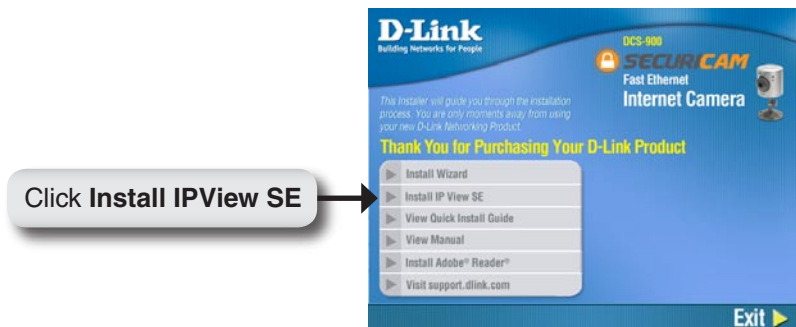 D-Link
Building Networks for People
DCS-900
SECURICAM
Fast Ethernet
Internet Camera
This Installer will guide you through the installation
process. You are only moments away from using
your new D-Link Networking Product.
Thank You for Purchasing Your D-Link Product
Click Install IPView SE
Install Wizard
Install IP View SE
View Quick Install Guide
View Manual
Install Adobe® Reader®
Visit support.dlink.com
Exit